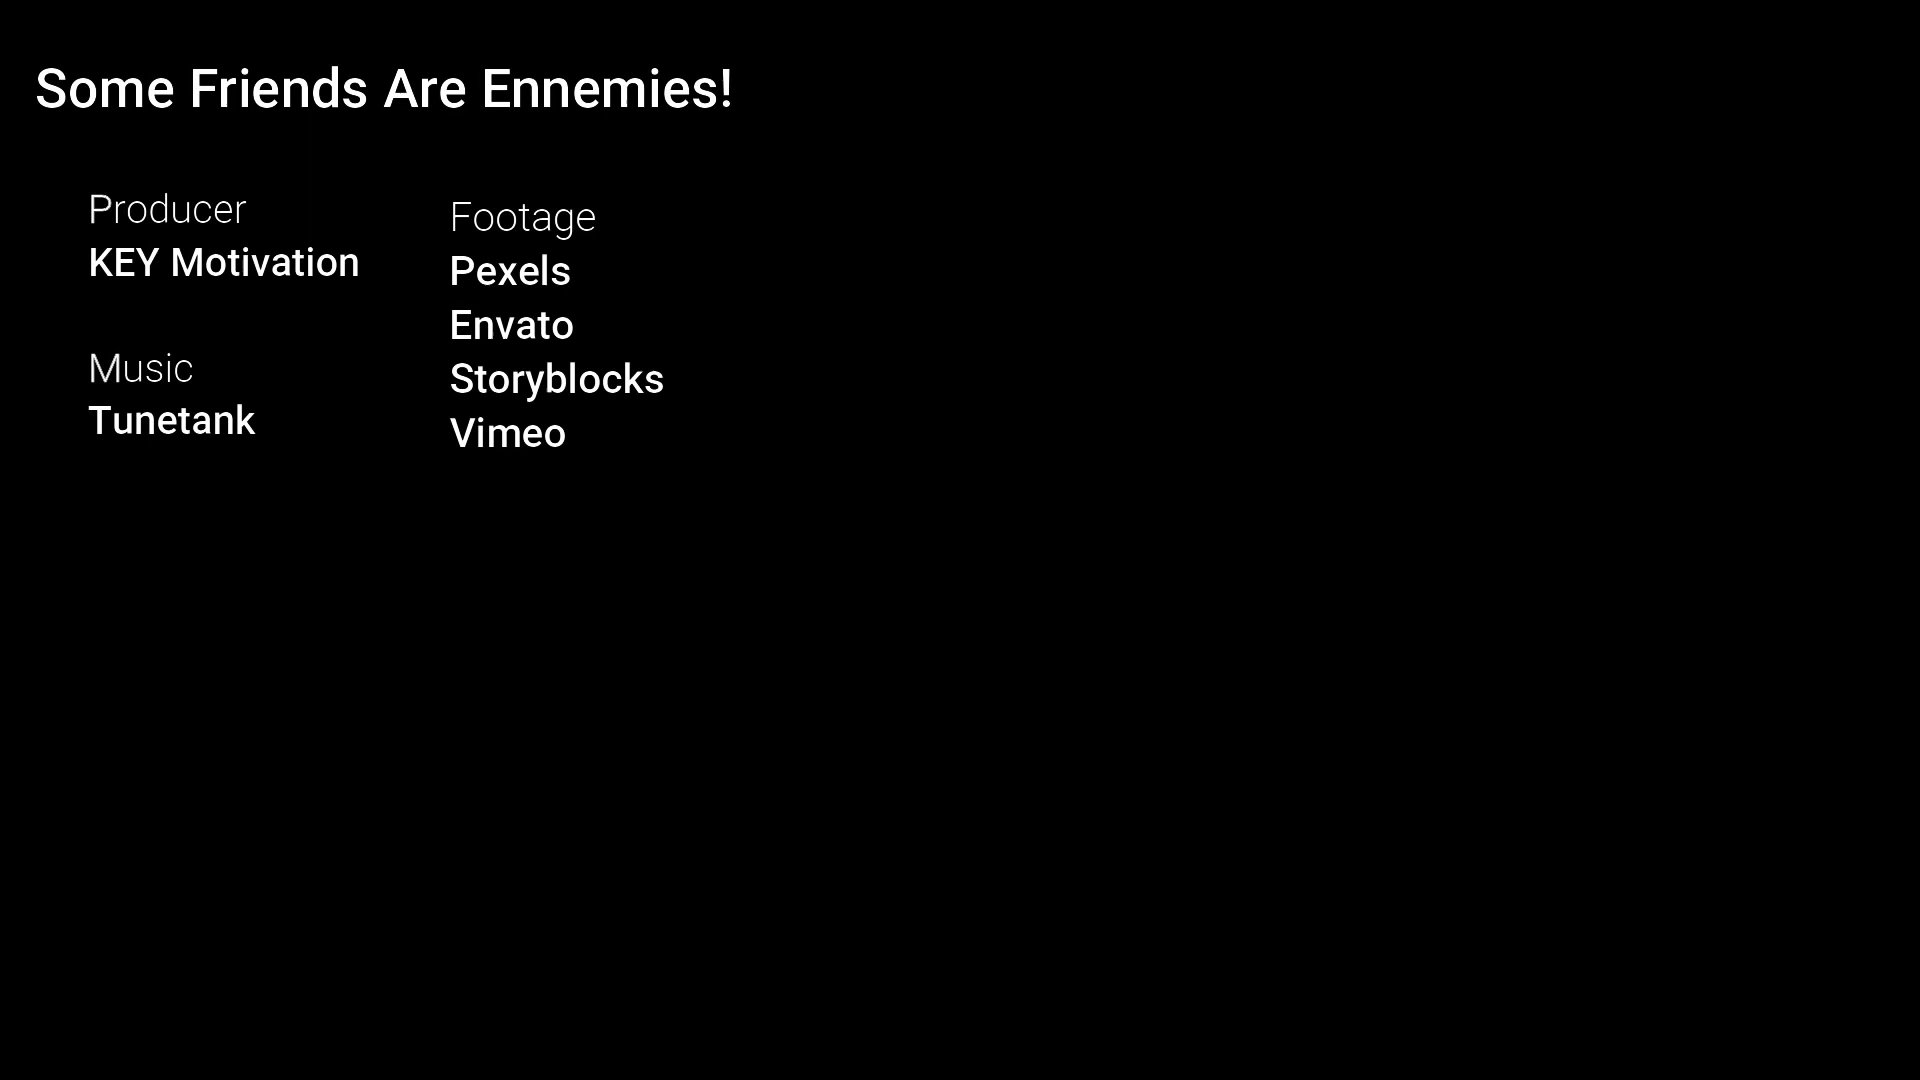 Some Friends Are Ennemies!
Producer
KEY Motivation
Music
Tunetank
Footage
Pexels
Envato
Storyblocks
Vimeo